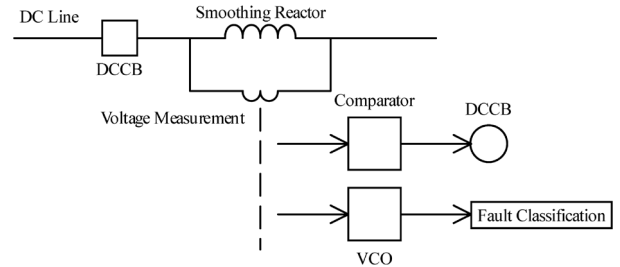 DC Line
Smoothing Reactor
DCCB
Voltage Measurement
Comparator
DCCB
Fault Classification
VCO